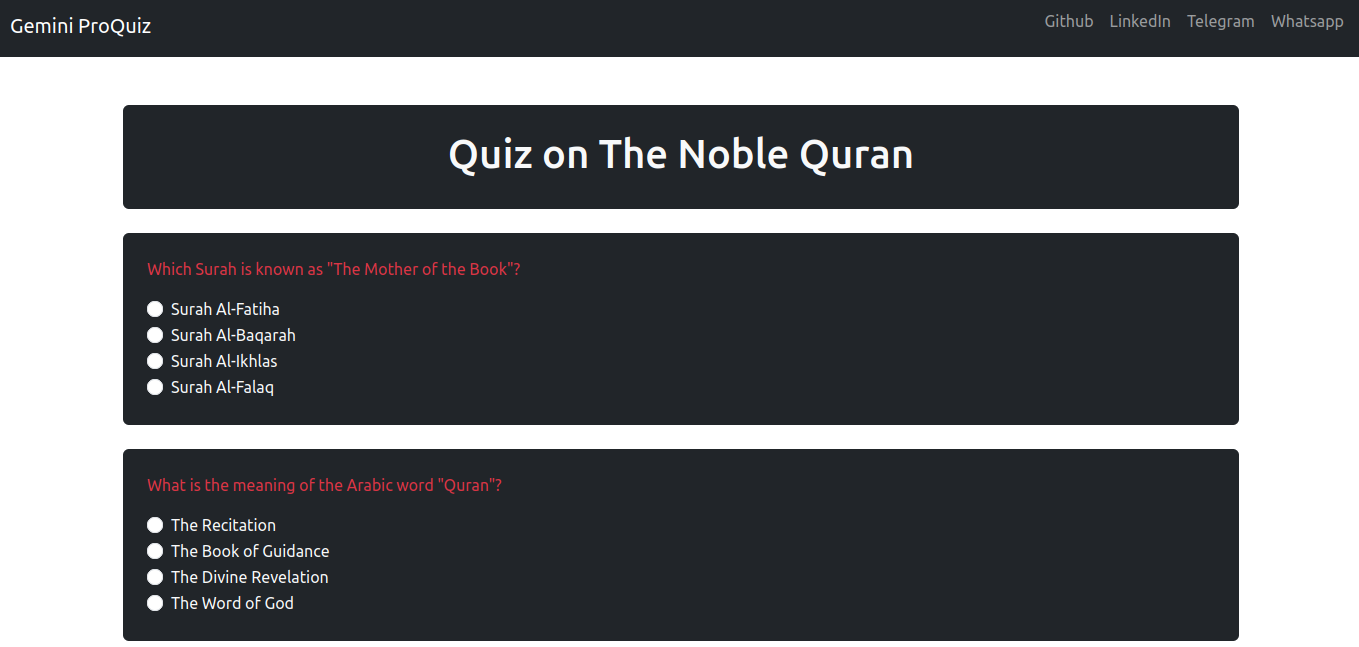 Gemini ProQuiz
Github LinkedIn Telegram Whatsapp
Quiz on The Noble Quran
Which Surah is known as "The Mother of the Book"?
Surah Al-Fatiha
Surah Al-Baqarah
Surah Al-Ikhlas
Surah Al-Falaq
What is the meaning of the Arabic word "Quran"?
The Recitation
The Book of Guidance
The Divine Revelation
The Word of God